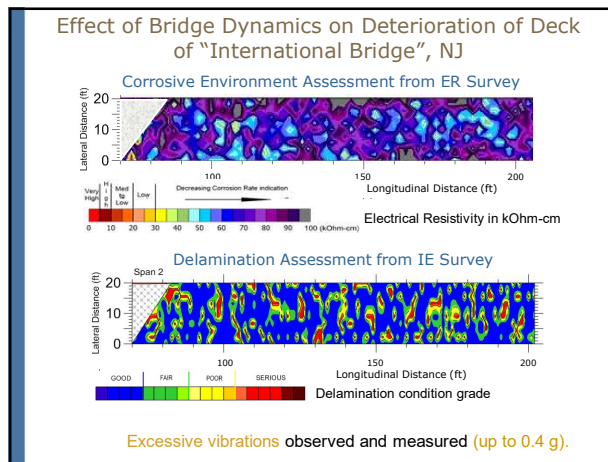 Effect of Bridge Dynamics on Deterioration of Deck
of “International Bridge”, NJ
Corrosive Environment Assessment from ER Survey
Lateral Distance (ft)
20
10
0
100
150
200
Longitudinal Distance (ft)
Very High
High
Med to Low
Low
Decreasing Corrosion Rate indication
0 10 20 30 40 50 60 70 80 90 100 (kOhm-cm)
Electrical Resistivity in kOhm-cm
Delamination Assessment from IE Survey
Span 2
Lateral Distance (ft)
20
10
0
100
150
200
Longitudinal Distance (ft)
GOOD FAIR POOR SERIOUS
Delamination condition grade
Excessive vibrations observed and measured (up to 0.4 g).